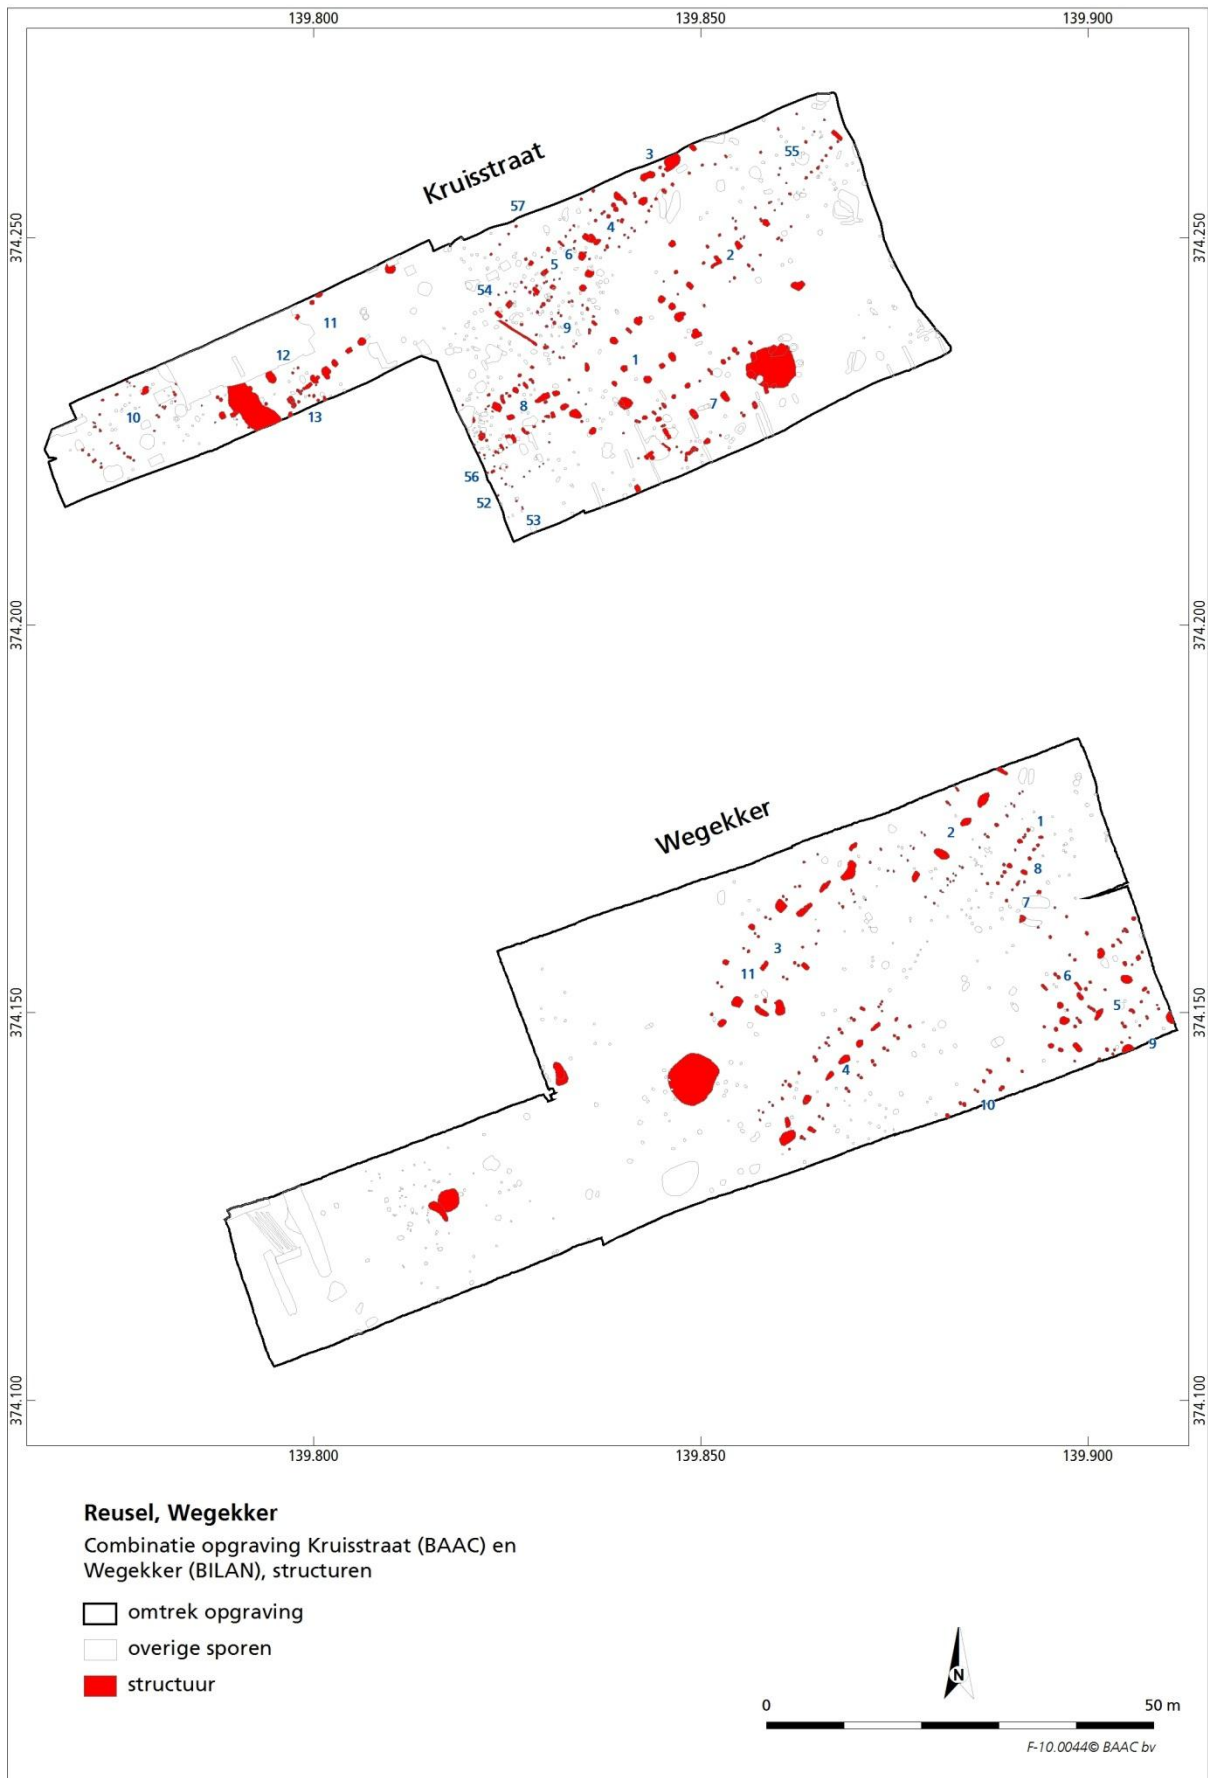 139.800 139.850 139.900
374.250 374.250
374.200 374.200
374.150 374.150
374.100 374.100
Kruisstraat
3
55
57
4
6
2
5
54
11
9
12
1
10
13
8
7
56
52
53
Wegekker
1
2
8
7
3
11
6
5
9
4
10
139.800 139.850 139.900
Reusel, Wegekker
Combinatie opgraving Kruisstraat (BAAC) en
Wegekker (BILAN), structuren
omtrek opgraving
overige sporen
structuur
N
0 50 m
F-10.0044© BAAC bv